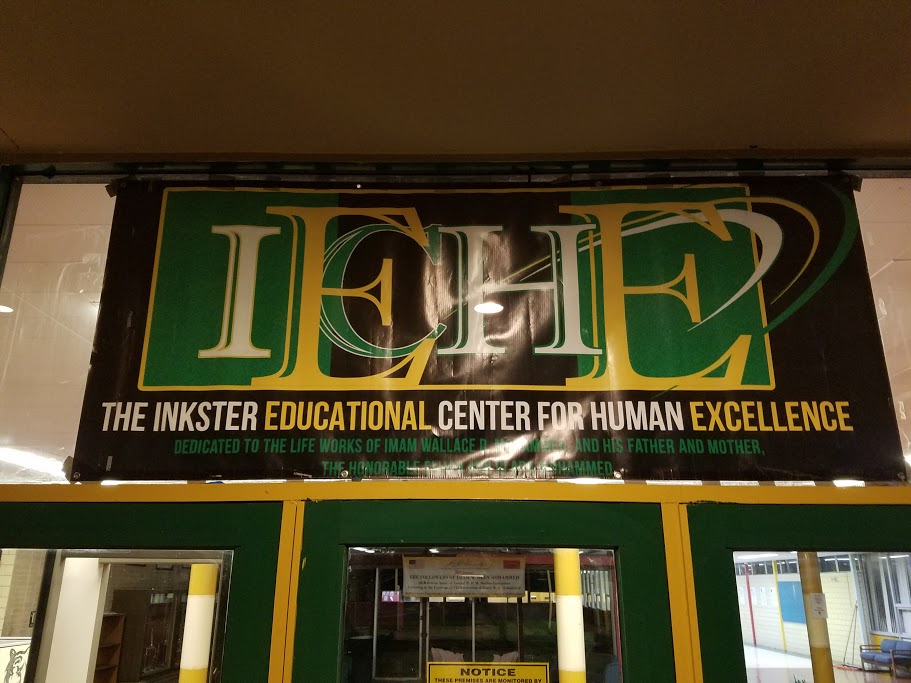 IECHE
THE INKSTER EDUCATIONAL CENTER FOR HUMAN EXCELLENCE
DEDICATED TO THE LIFE WORKS OF IMAM WALLACE D. MOHAMMED AND HIS FATHER AND MOTHER,
THE HONORABLE
NOTICE
THESE PREMISES ARE MONITORED BY